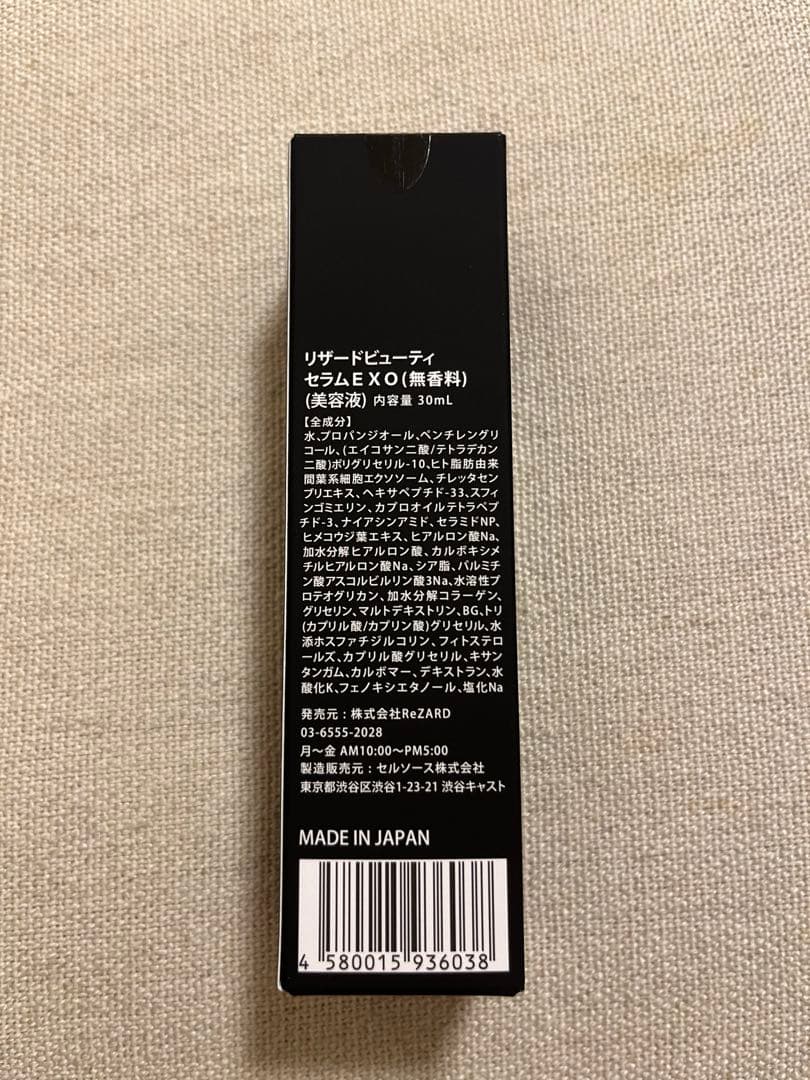 リザードビューティ
セラムＥＸＯ(無香料)
(美容液) 内容量 30mL
【全成分】
水、プロパンジオール、ペンチレングリ
コール、(エイコサン二酸/テトラデカン
二酸)ポリグリセリル-10、ヒト脂肪由来
間葉系細胞エクソソーム、チレッタセン
ブリエキス、ヘキサペプチド-33、スフィ
ンゴミエリン、カプロオイルテトラペプ
チド-3、ナイアシンアミド、セラミドNP、
ヒメコウジ葉エキス、ヒアルロン酸Na、
加水分解ヒアルロン酸、カルボキシメ
チルヒアルロン酸Na、シア脂、パルミチ
ン酸アスコルビルリン酸3Na、水溶性プ
ロテオグリカン、加水分解コラーゲン、
グリセリン、マルトデキストリン、BG、トリ
(カプリル酸/カプリン酸)グリセリル、水
添ホスファチジルコリン、フィトステロ
ールズ、カプリル酸グリセリル、キサン
タンガム、カルボマー、デキストラン、水
酸化K、フェノキシエタノール、塩化Na
発売元：株式会社ReZARD
03-6555-2028
月～金 AM10:00～PM5:00
製造販売元：セルソース株式会社
東京都渋谷区渋谷1-23-21 渋谷キャスト
MADE IN JAPAN
4 580015 936038